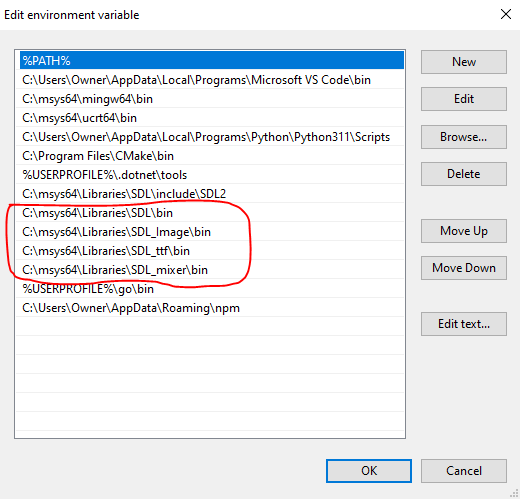 Edit environment variable
%PATH%
C:\Users\Owner\AppData\Local\Programs\Microsoft VS Code\bin
C:\msys64\mingw64\bin
C:\msys64\ucrt64\bin
C:\Users\Owner\AppData\Local\Programs\Python\Python311\Scripts
C:\Program Files\CMake\bin
%USERPROFILE%\.dotnet\tools
C:\msys64\Libraries\SDL\include\SDL2
C:\msys64\Libraries\SDL\bin
C:\msys64\Libraries\SDL_Image\bin
C:\msys64\Libraries\SDL_ttf\bin
C:\msys64\Libraries\SDL_mixer\bin
%USERPROFILE%\go\bin
C:\Users\Owner\AppData\Roaming\npm
New
Edit
Browse...
Delete
Move Up
Move Down
Edit text...
OK
Cancel